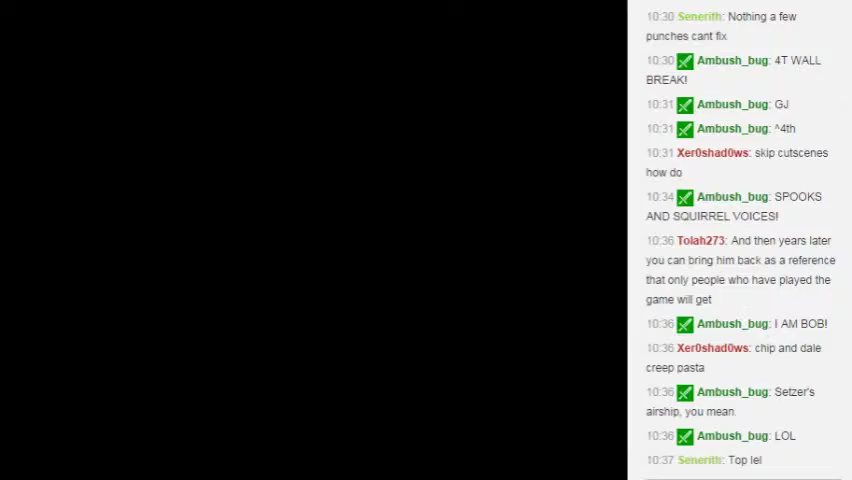 10:30 Senerith: Nothing a few
punches cant fix
10:30 Ambush_bug: 4T WALL
BREAK!
10:31 Ambush_bug: GJ
10:31 Ambush_bug: ^4th
10:31 Xer0shad0ws: skip cutscenes
how do
10:34 Ambush_bug: SPOOKS
AND SQUIRREL VOICES!
10:36 Tolah273: And then years later
you can bring him back as a reference
that only people who have played the
game will get
10:36 Ambush_bug: I AM BOB!
10:36 Xer0shad0ws: chip and dale
creep pasta
10:36 Ambush_bug: Setzer's
airship, you mean
10:36 Ambush_bug: LOL
10:37 Senerith: Top lel